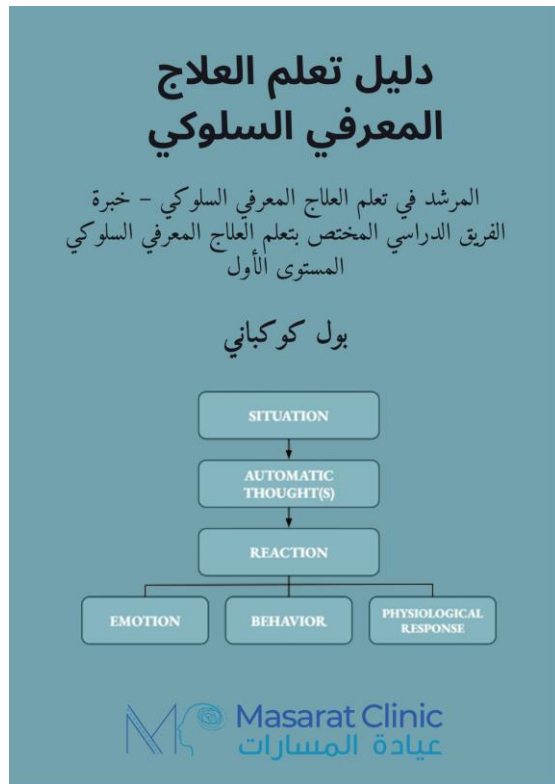 دليل تعلم العلاج
المعرفي السلوكي
المرشد في تعلم العلاج المعرفي السلوكي – خبرة
الفريق الدراسي المختص بتعلم العلاج المعرفي السلوكي
المستوى الأول
بول كوكباني
SITUATION
AUTOMATIC
THOUGHT(S)
REACTION
EMOTION
BEHAVIOR
PHYSIOLOGICAL
RESPONSE
Masarat Clinic
عيادة المسارات